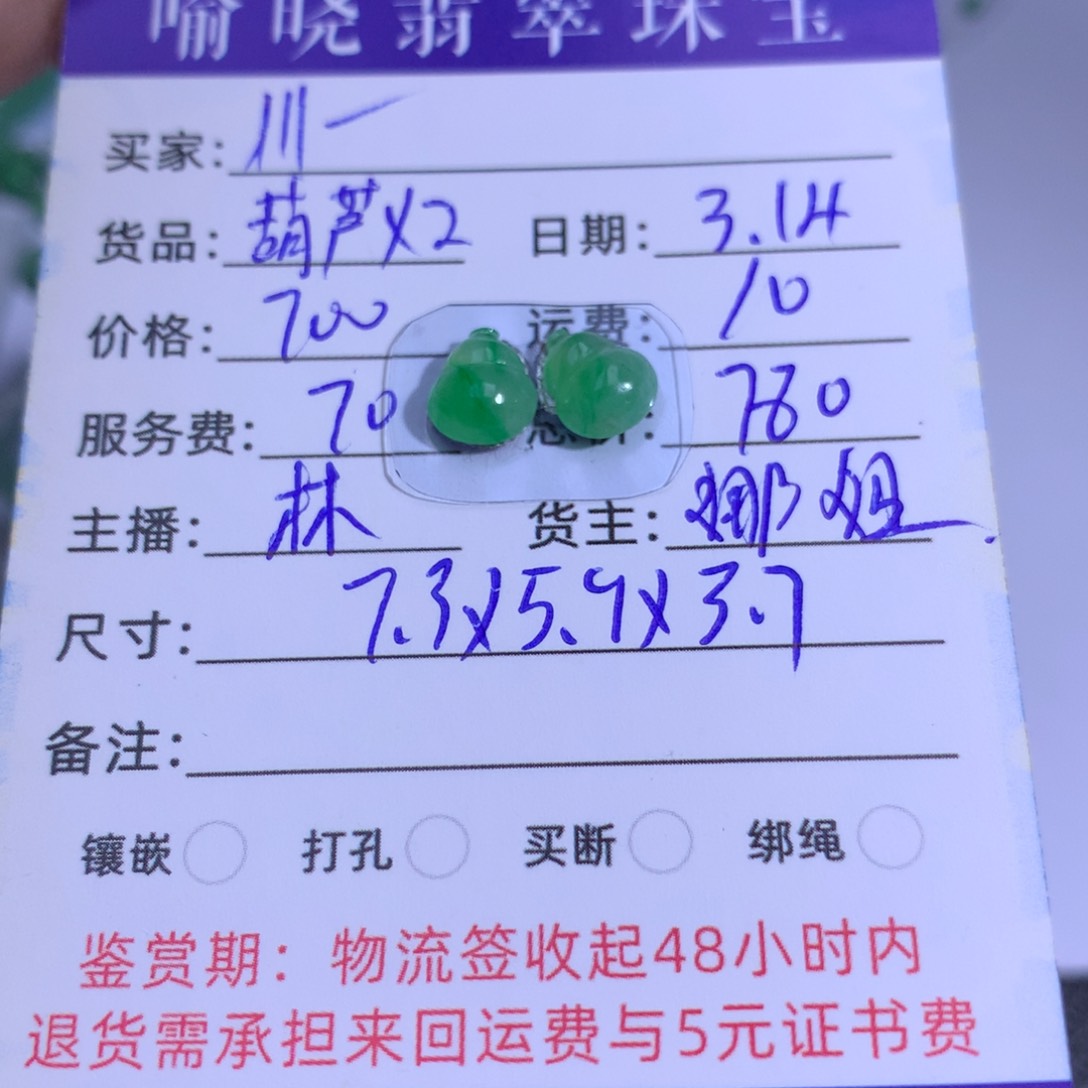 喻晓翡翠珠宝
买家: 川一
货品: 葫芦X2 日期: 3.14
价格: 700 运费: 10
服务费: 70 总价: 780
主播: 林 货主: 娜姐
尺寸: 7.3X5.9X3.7
备注:
镶嵌 打孔 买断 绑绳
鉴赏期: 物流签收起48小时内
退货需承担来回运费与5元证书费